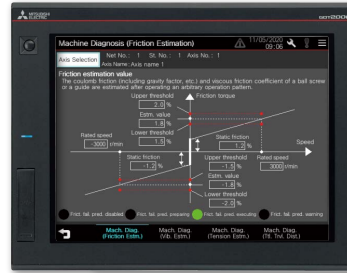 MITSUBISHI
ELECTRIC
GOT2000
Machine Diagnosis (Friction Estimation)
11/05/2020
09:06
Axis Selection
Net No.: 1 St. No.: 1 Axis No.: 1
Axis Name: Axis name 1
Friction estimation value
The coulomb friction (including gravity factor, etc.) and viscous friction coefficient of a ball screw
or a guide are estimated after operating an arbitrary operation pattern.
Upper threshold
2.0 %
Friction torque
Estm. value
1.8 %
Lower threshold
1.5 %
Rated speed
-3000 r/min
Static friction
1.2 %
Speed
Static friction
-1.2 %
Upper threshold
-1.5 %
Rated speed
3000 r/min
Estm. value
-1.8 %
Lower threshold
-2.0 %
Frict. fail. pred. disabled
Frict. fail. pred. preparing
Frict. fail. pred. executing
Frict. fail. pred. warning
Mach. Diag.
(Friction Estm.)
Mach. Diag.
(Vib. Estm.)
Mach. Diag.
(Tension Estm.)
Mach. Diag.
(Ttl. Trvl. Dist.)